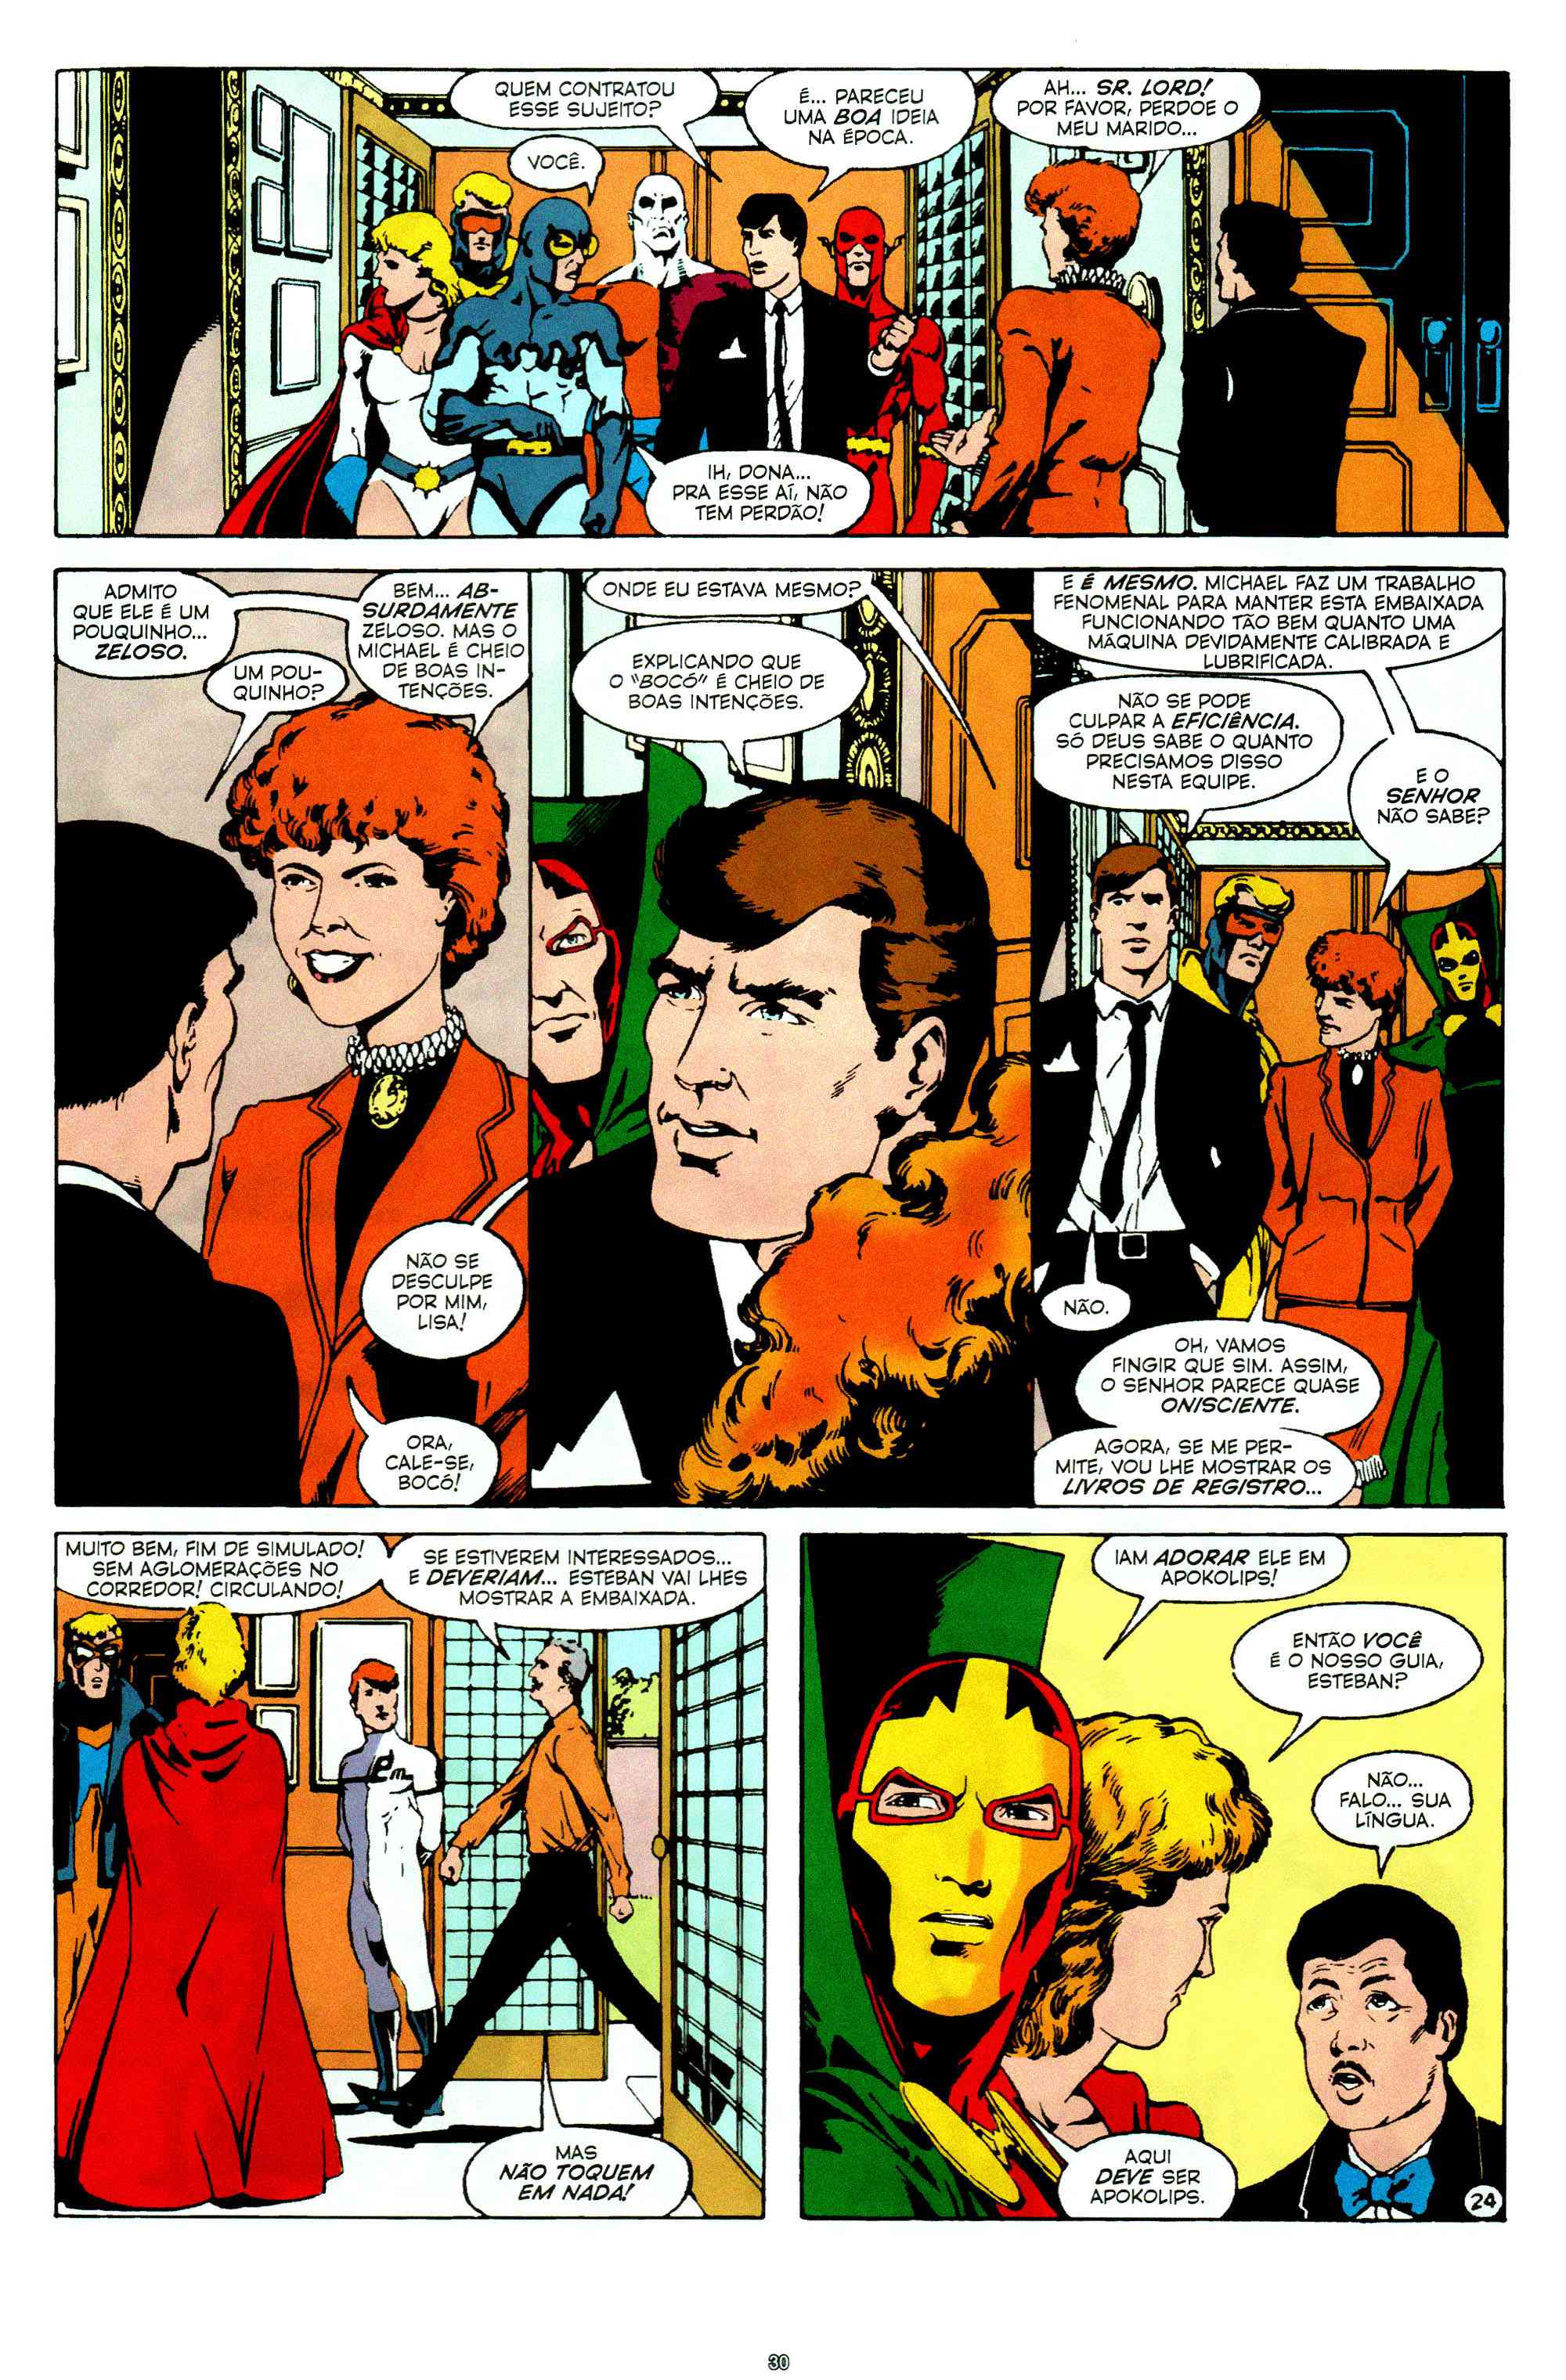 QUEM CONTRATOU
ESSE SUJEITO?
VOCÊ.
É... PARECEU
UMA BOA IDEIA
NA ÉPOCA.
AH... SR. LORD!
POR FAVOR, PERDOE O
MEU MARIDO...
IH, DONA...
PRA ESSE AÍ, NÃO
TEM PERDÃO!
ADMITO
QUE ELE É UM
POUQUINHO...
ZELOSO.
UM POU-
QUINHO?
BEM... AB-
SURDAMENTE
ZELOSO. MAS O
MICHAEL É CHEIO
DE BOAS IN-
TENÇÕES.
NÃO SE
DESCULPE
POR MIM,
LISA!
ORA,
CALE-SE,
BOCÓ!
ONDE EU ESTAVA MESMO?
EXPLICANDO QUE
O "BOCÓ" É CHEIO DE
BOAS INTENÇÕES.
E É MESMO. MICHAEL FAZ UM TRABALHO
FENOMENAL PARA MANTER ESTA EMBAIXADA
FUNCIONANDO TÃO BEM QUANTO UMA
MÁQUINA DEVIDAMENTE CALIBRADA E
LUBRIFICADA.
NÃO SE PODE
CULPAR A EFICIÊNCIA.
SÓ DEUS SABE O QUANTO
PRECISAMOS DISSO
NESTA EQUIPE.
E O
SENHOR
NÃO SABE?
NÃO.
OH, VAMOS
FINGIR QUE SIM. ASSIM,
O SENHOR PARECE QUASE
ONISCIENTE.
AGORA, SE ME PER-
MITE, VOU LHE MOSTRAR OS
LIVROS DE REGISTRO...
MUITO BEM, FIM DE SIMULADO!
SEM AGLOMERAÇÕES NO
CORREDOR! CIRCULANDO!
SE ESTIVEREM INTERESSADOS...
E DEVERIAM... ESTEBAN VAI LHES
MOSTRAR A EMBAIXADA.
Pm
MAS
NÃO TOQUEM
EM NADA!
IAM ADORAR ELE EM
APOKOLIPS!
ENTÃO VOCÊ
É O NOSSO GUIA,
ESTEBAN?
NÃO...
FALO... SUA
LÍNGUA.
AQUI
DEVE SER
APOKOLIPS.
24
30